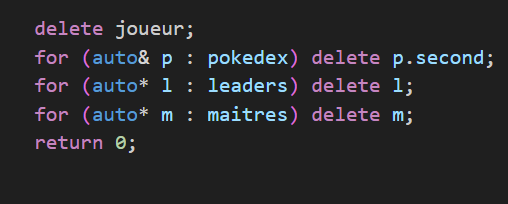 delete joueur;
for (auto& p : pokedex) delete p.second;
for (auto* l : leaders) delete l;
for (auto* m : maitres) delete m;
return 0;